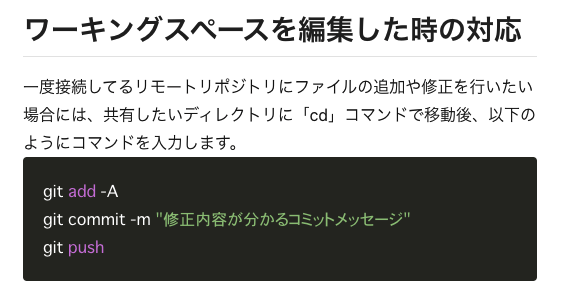 ワーキングスペースを編集した時の対応
一度接続してるリモートリポジトリにファイルの追加や修正を行いたい
場合には、共有したいディレクトリに「cd」コマンドで移動後、以下の
ようにコマンドを入力します。
git add -A
git commit -m "修正内容が分かるコミットメッセージ"
git push